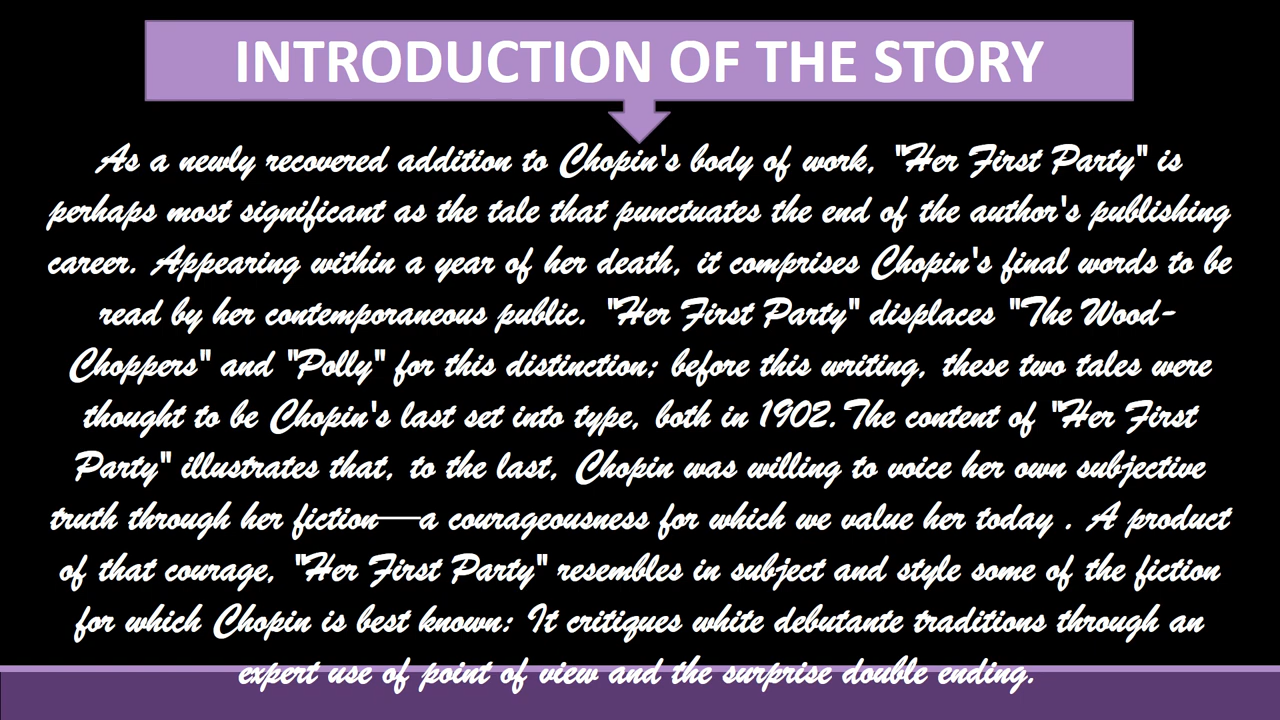 INTRODUCTION OF THE STORY
As a newly recovered addition to Chopin's body of work, "Her First Party" is
perhaps most significant as the tale that punctuates the end of the author's publishing
career. Appearing within a year of her death, it comprises Chopin's final words to be
read by her contemporaneous public. "Her First Party" displaces "The Wood-
Choppers" and "Polly" for this distinction; before this writing, these two tales were
thought to be Chopin's last set into type, both in 1902. The content of "Her First
Party" illustrates that, to the last, Chopin was willing to voice her own subjective
truth through her fiction—a courageousness for which we value her today . A product
of that courage, "Her First Party" resembles in subject and style some of the fiction
for which Chopin is best known: It critiques white debutante traditions through an
expert use of point of view and the surprise double ending.